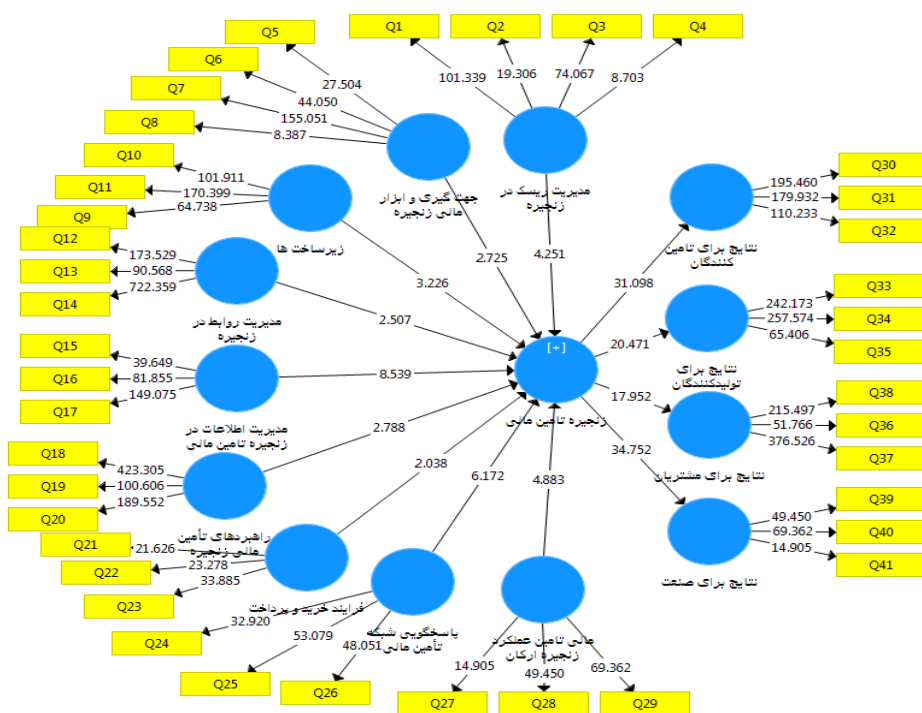 Q1
Q2
Q3
Q4
Q5
Q6
Q7
Q8
Q10
Q11
Q9
Q12
Q13
Q14
Q15
Q16
Q17
Q18
Q19
Q20
Q21
Q22
Q23
Q24
Q25
Q26
Q27
Q28
Q29
Q30
Q31
Q32
Q33
Q34
Q35
Q38
Q36
Q37
Q39
Q40
Q41
101.339
19.306
74.067
8.703
27.504
44.050
155.051
8.387
101.911
170.399
64.738
173.529
90.568
722.359
39.649
81.855
149.075
423.305
100.606
189.552
21.626
23.278
33.885
32.920
53.079
48.051
14.905
49.450
69.362
195.460
179.932
110.233
242.173
257.574
65.406
215.497
51.766
376.526
49.450
69.362
14.905
4.251
2.725
3.226
2.507
8.539
2.788
2.038
6.172
4.883
31.098
20.471
17.952
34.752
[+]
مدیریت ریسک در
زنجیره
جهت گیری و ابزار
مالی زنجیره
زیرساخت ها
مدیریت روابط در
زنجیره
مدیریت اطلاعات در
زنجیره تامین مالی
راهبردهای تأمین
مالی زنجیره
فرایند خرید و پرداخت
پاسخگویی شبکه
تأمین مالی
مالی تامین عملکرد
زنجیره ارکان
زنجیره تامین مالی
نتایج برای تامین
کنندگان
نتایج برای
تولیدکنندگان
نتایج برای مشتریان
نتایج برای صنعت